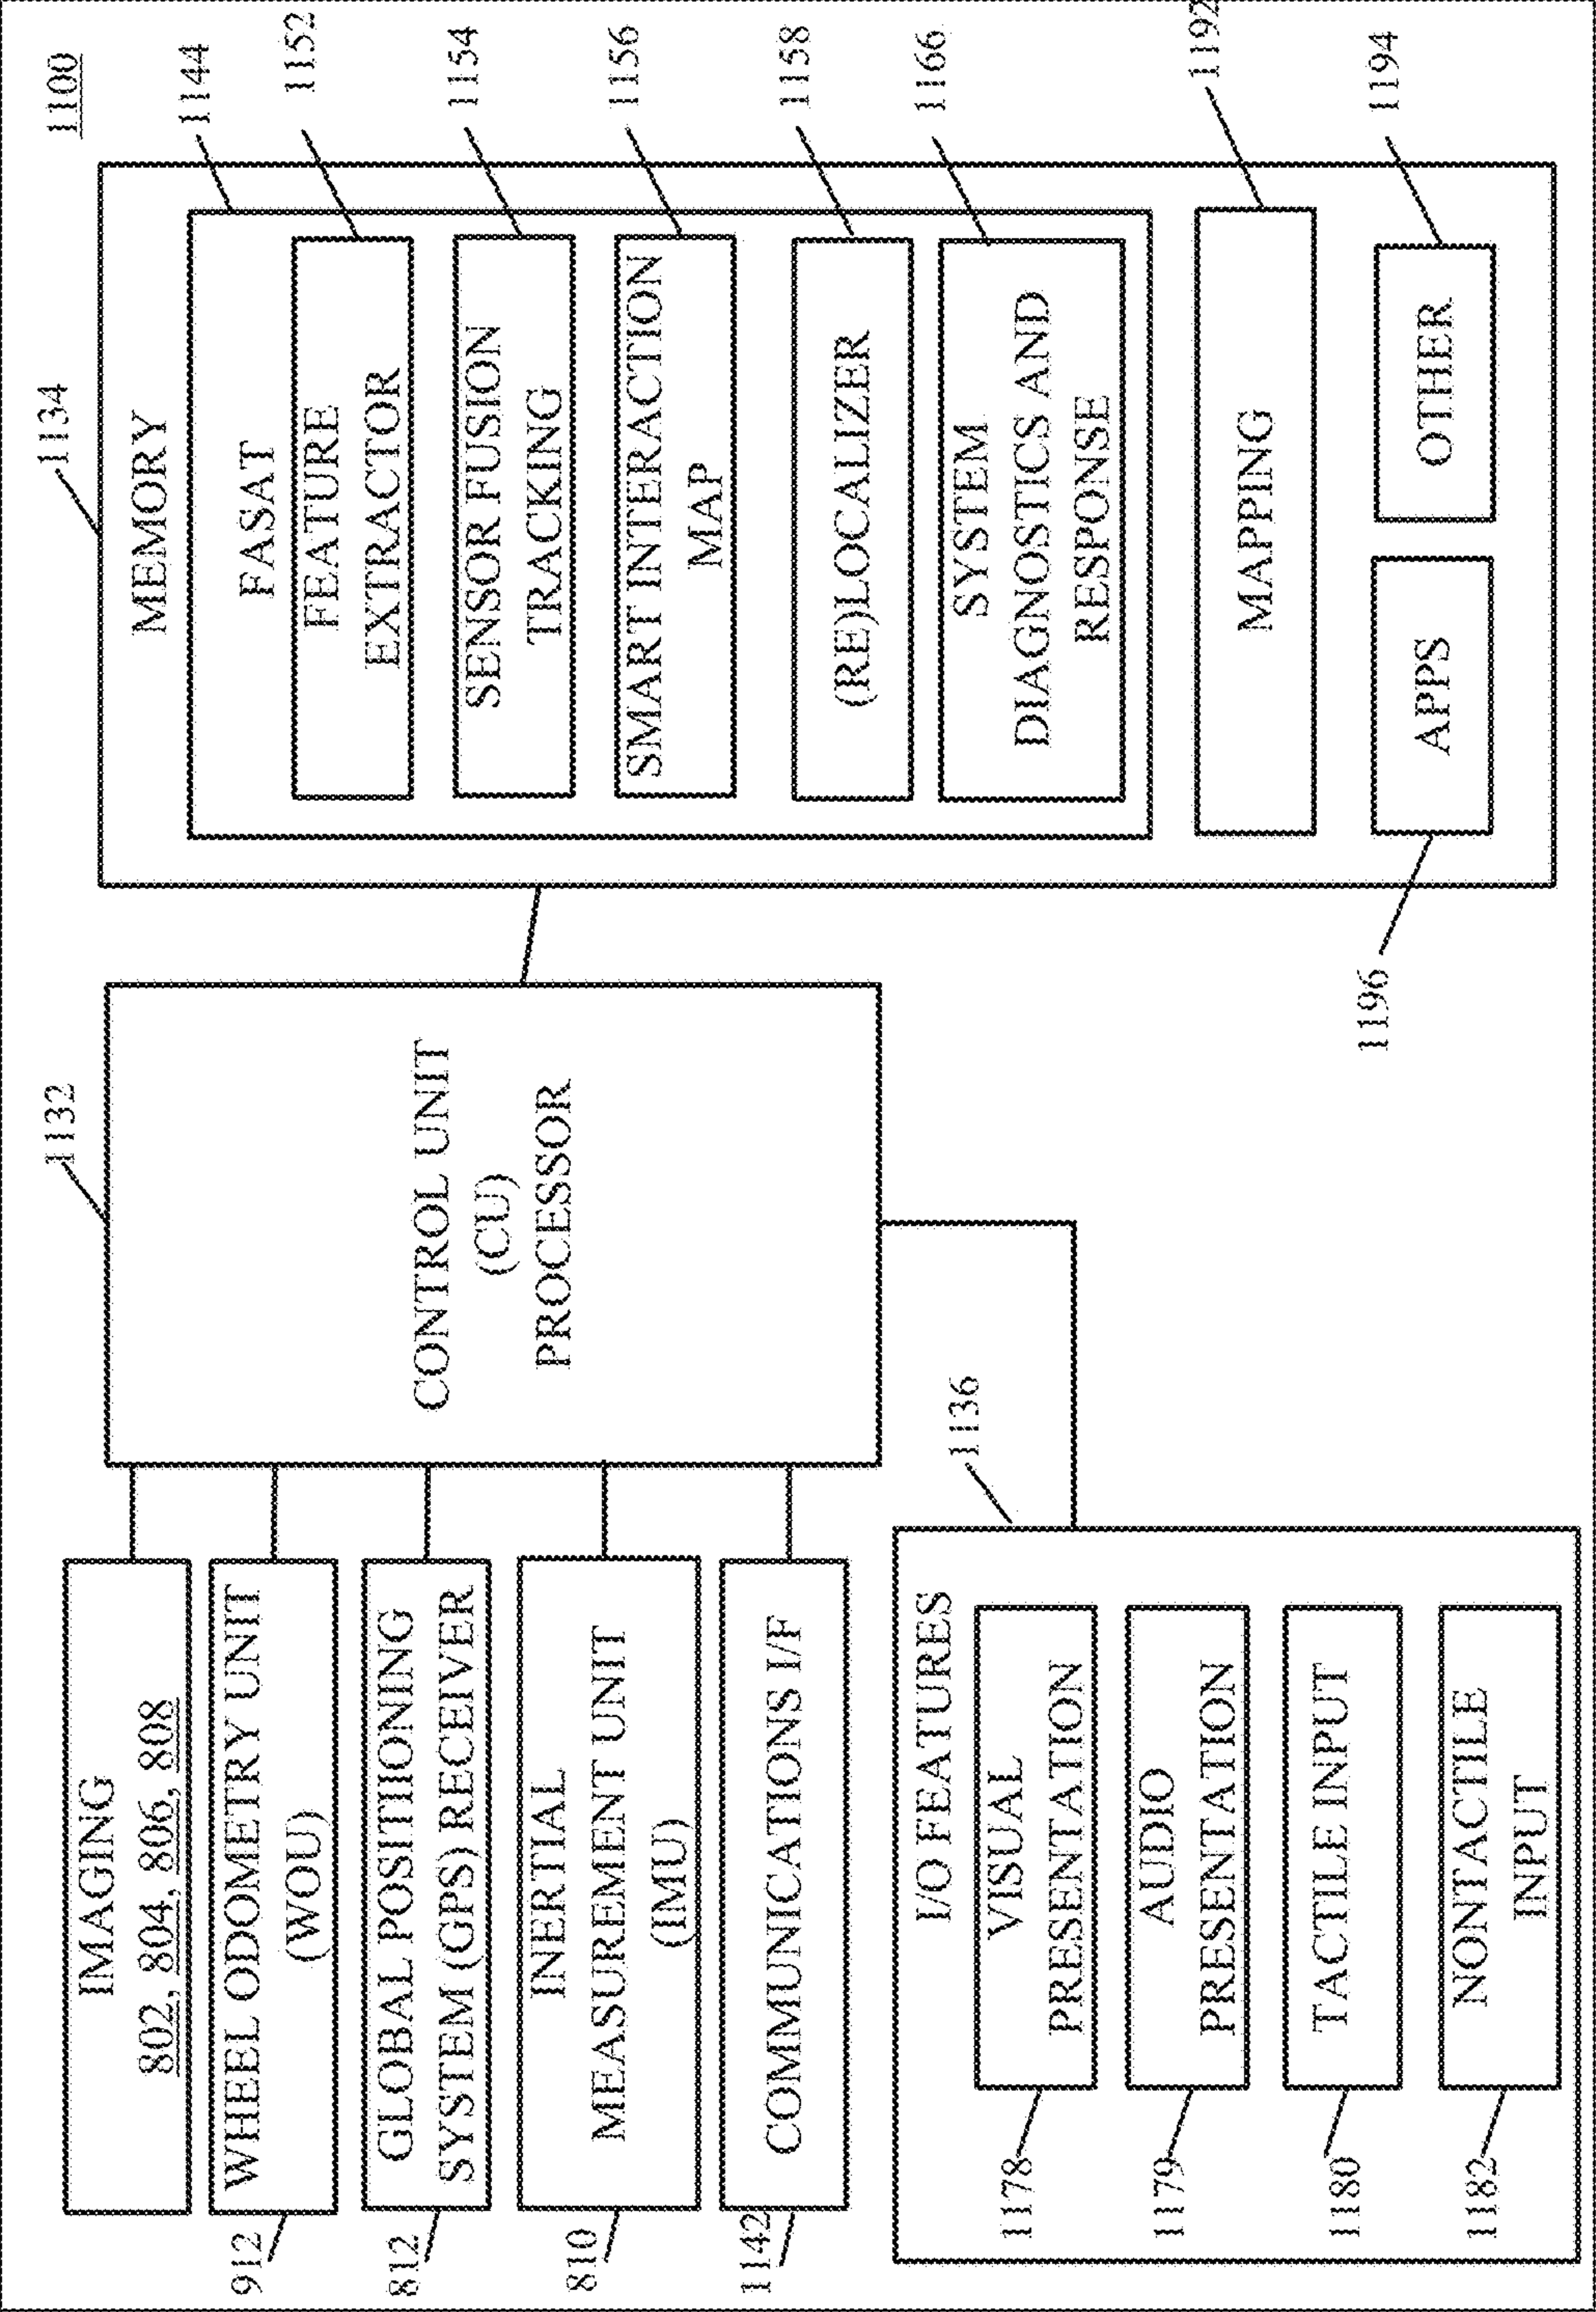 1100
IMAGING
802, 804, 806, 808
WHEEL ODOMETRY UNIT
(WOU)
912
GLOBAL POSITIIONING
SYSTEM (GPS) RECEIVER
812
INERTIAL
MEASUREMENT UNIT
(IMU)
810
COMMUNICATIONS I/F
1142
1132
CONTROL UNIT
(CU)
PROCESSOR
1134
MEMORY
1144
FASAT
FEATURE
EXTRACTOR
1152
SENSOR FUSION
TRACKING
1154
SMART INTERACTION
MAP
1156
(RE)LOCALIZER
1158
SYSTEM
DIAGNOSTICS AND
RESPONSE
1166
MAPPING
1192
APPS
1196
OTHER
1194
1136
I/O FEATURES
VISUAL
PRESENTATION
1178
AUDIO
PRESENTATION
1179
TACTILE INPUT
1180
NONTACTILE
INPUT
1182